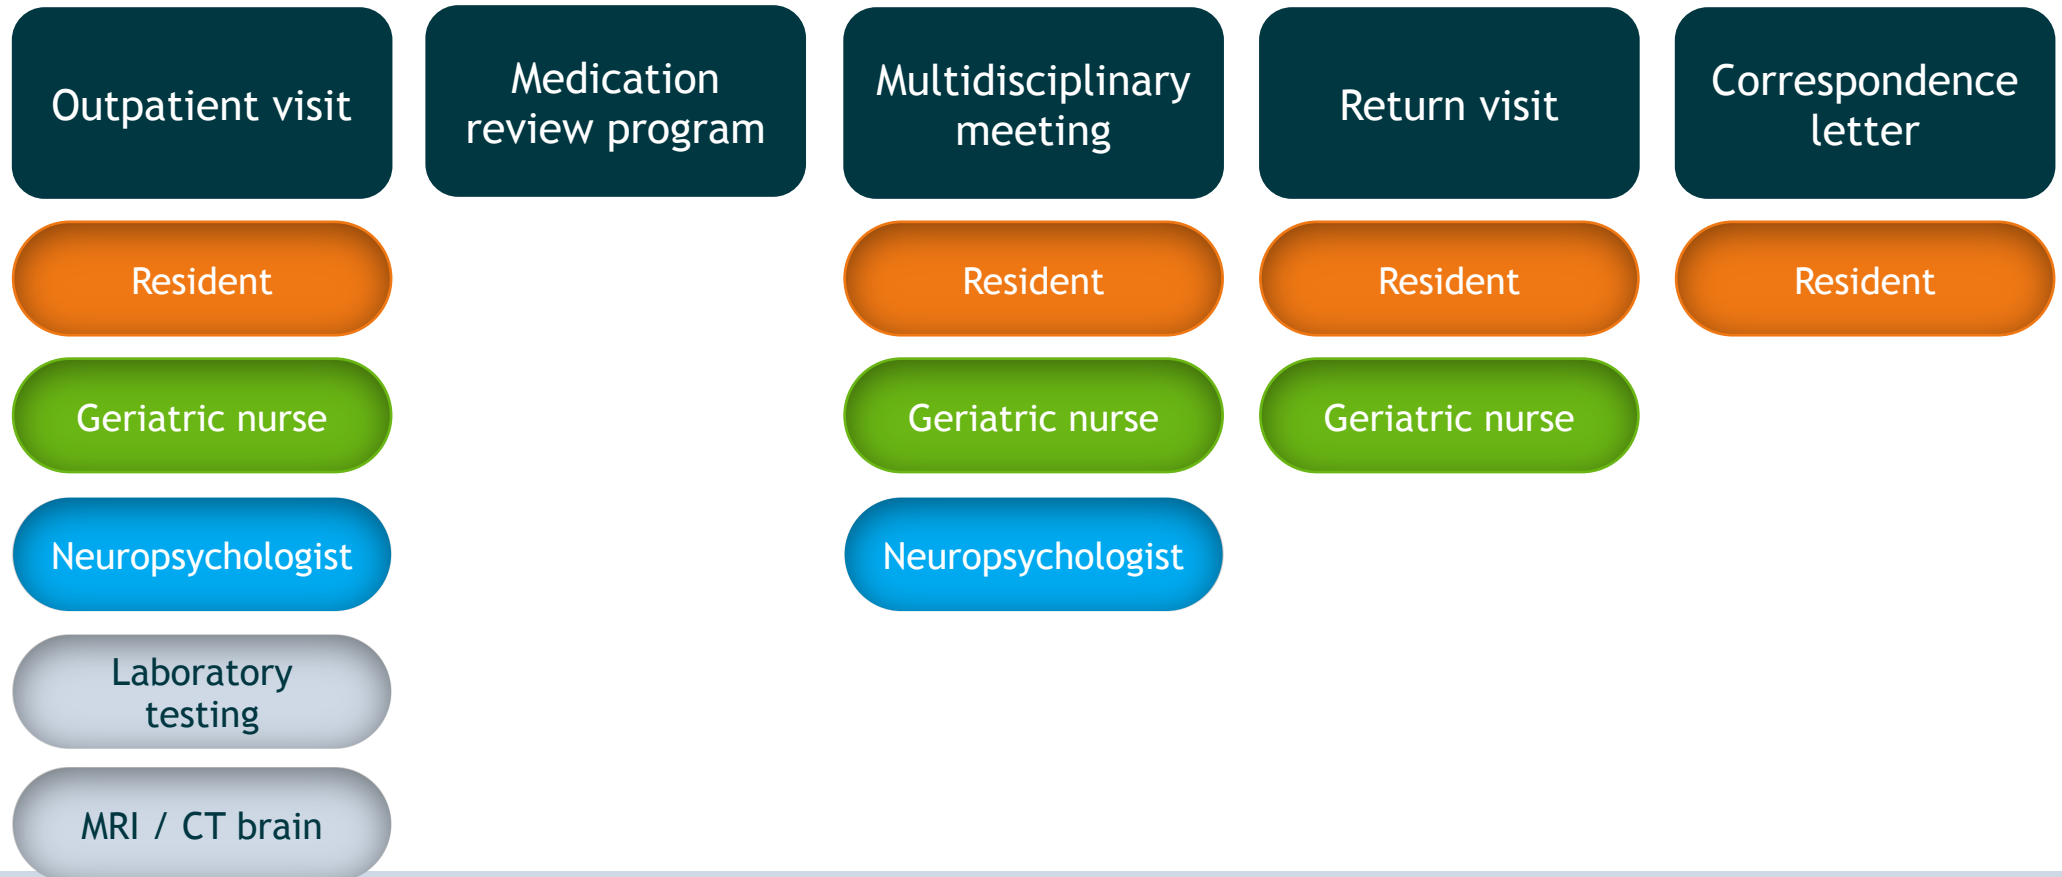 Outpatient visit
Medication
review program
Multidisciplinary
meeting
Return visit
Correspondence
letter
Resident
Resident
Resident
Resident
Geriatric nurse
Geriatric nurse
Geriatric nurse
Neuropsychologist
Neuropsychologist
Laboratory
testing
MRI / CT brain